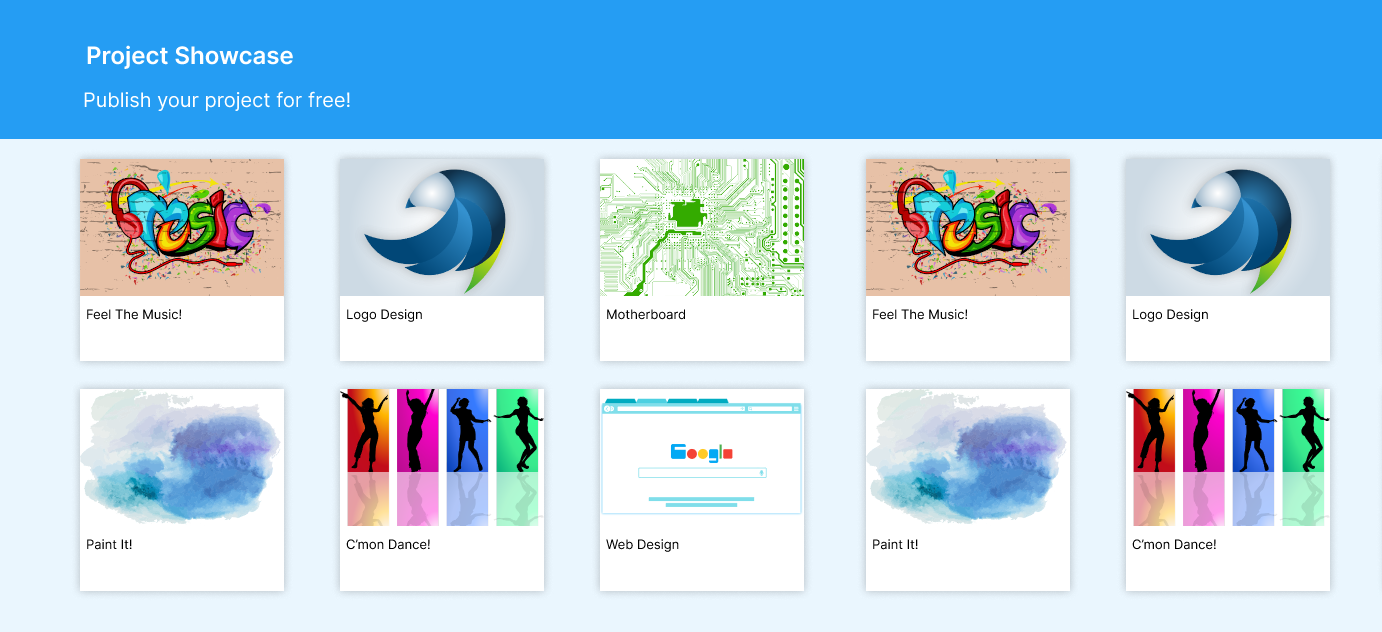 Project Showcase
Publish your project for free!
Music
Music
Feel The Music!
Logo Design
Motherboard
Feel The Music!
Logo Design
Google
Paint It!
C’mon Dance!
Web Design
Paint It!
C’mon Dance!